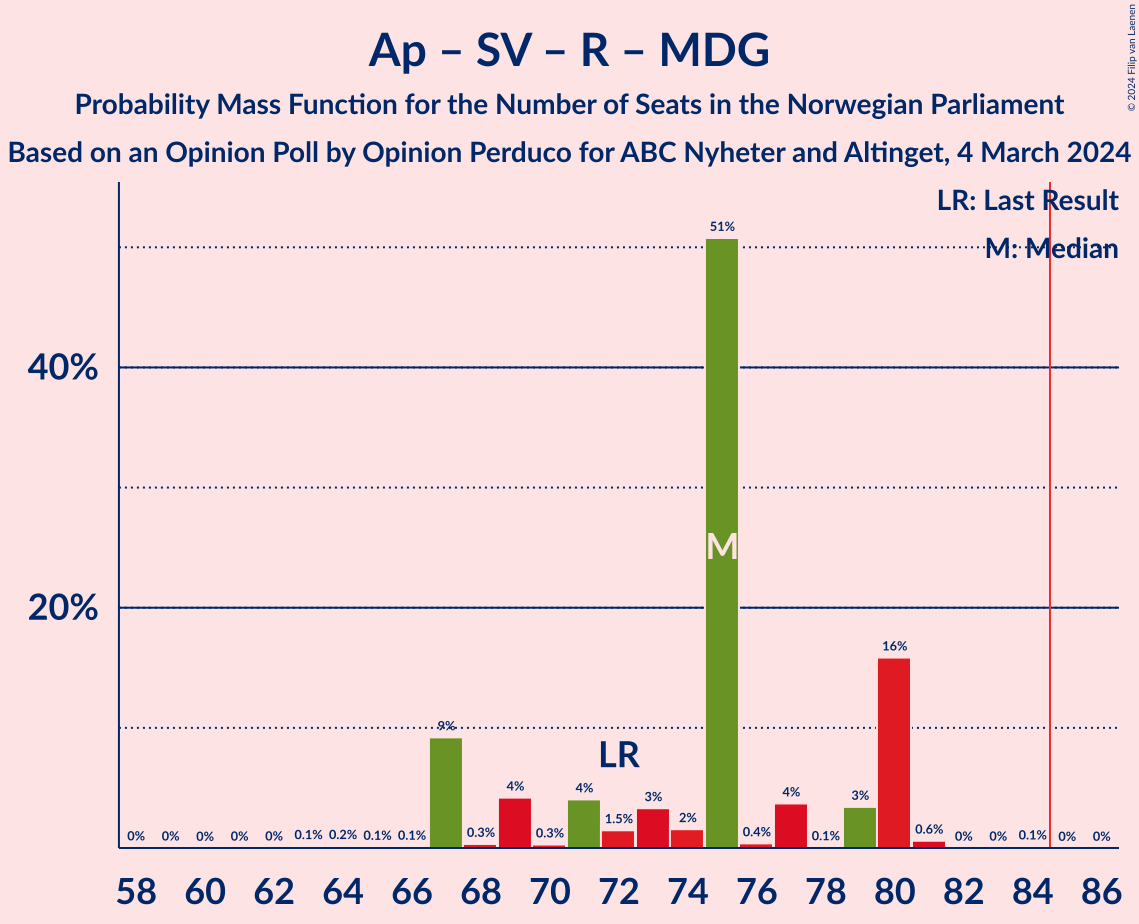 © 2024 Filip van Laenen
Ap – SV – R – MDG
Probability Mass Function for the Number of Seats in the Norwegian Parliament
Based on an Opinion Poll by Opinion Perduco for ABC Nyheter and Altinget, 4 March 2024
LR: Last Result
M: Median
40%
20%
0% 0% 0% 0% 0% 0.1% 0.2% 0.1% 0.1% 9% 0.3% 4% 0.3% 4% 1.5% 3% 2% 51% 0.4% 4% 0.1% 3% 16% 0.6% 0% 0% 0.1% 0% 0%
LR
M
58 60 62 64 66 68 70 72 74 76 78 80 82 84 86